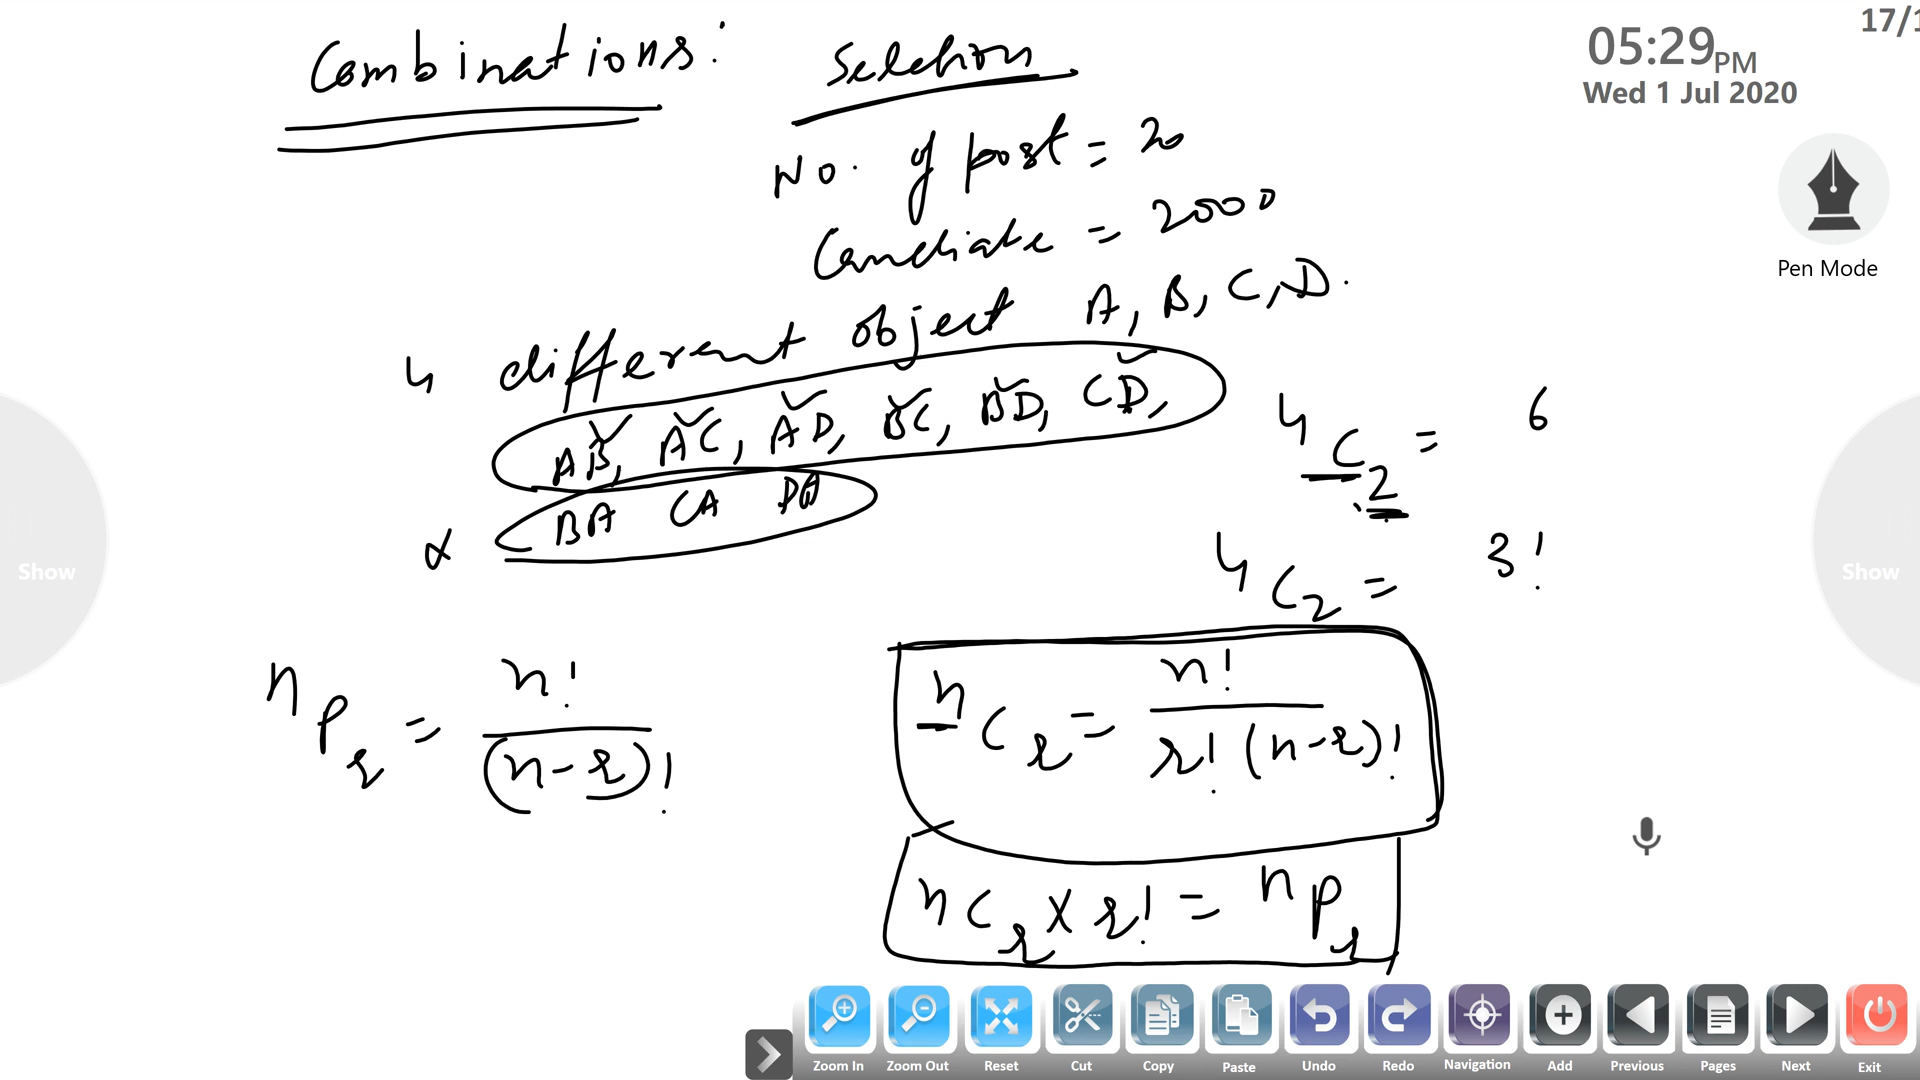 Combinations: Selection
05:29PM
Wed 1 Jul 2020
17/1
No. of post = 20
Candiate = 2000
Pen Mode
4 different object A, B, C, D.
AB, AC, AD, BC, BD, CD,
BA CA DA
4C2 = 6
4C2 = 3!
Show
Show
nPr = n!/(n-r)!
nCr = n!/r!(n-r)!
nCr x r! = nPr
Zoom In Zoom Out Reset Cut Copy Paste Undo Redo Navigation Add Previous Pages Next Exit